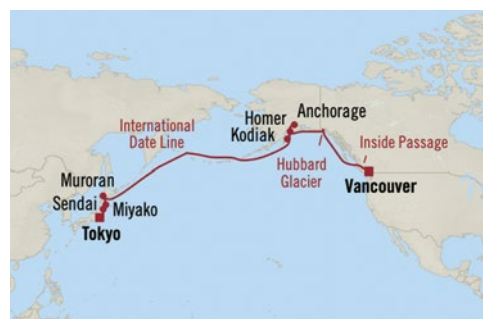 Anchorage
Homer
Kodiak
International
Date Line
Inside Passage
Hubbard
Glacier
Vancouver
Muroran
Sendai
Miyako
Tokyo